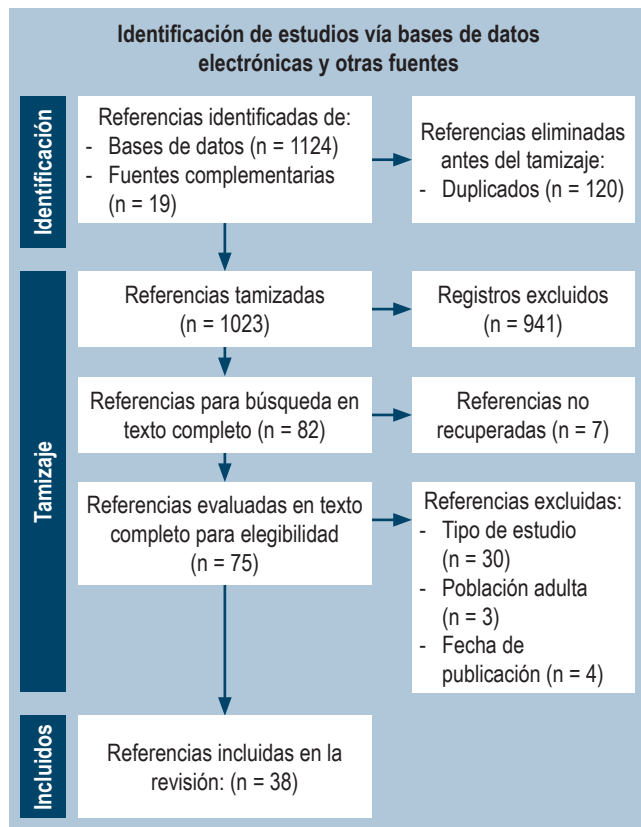 Identificación de estudios vía bases de datos
electrónicas y otras fuentes
Identificación
Referencias identificadas de:
- Bases de datos (n = 1124)
- Fuentes complementarias
(n = 19)
Referencias eliminadas
antes del tamizaje:
- Duplicados (n = 120)
Tamizaje
Referencias tamizadas
(n = 1023)
Registros excluidos
(n = 941)
Referencias para búsqueda en
texto completo (n = 82)
Referencias no
recuperadas (n = 7)
Referencias evaluadas en texto
completo para elegibilidad
(n = 75)
Referencias excluidas:
- Tipo de estudio
(n = 30)
- Población adulta
(n = 3)
- Fecha de
publicación (n = 4)
Incluidos
Referencias incluidas en la
revisión: (n = 38)